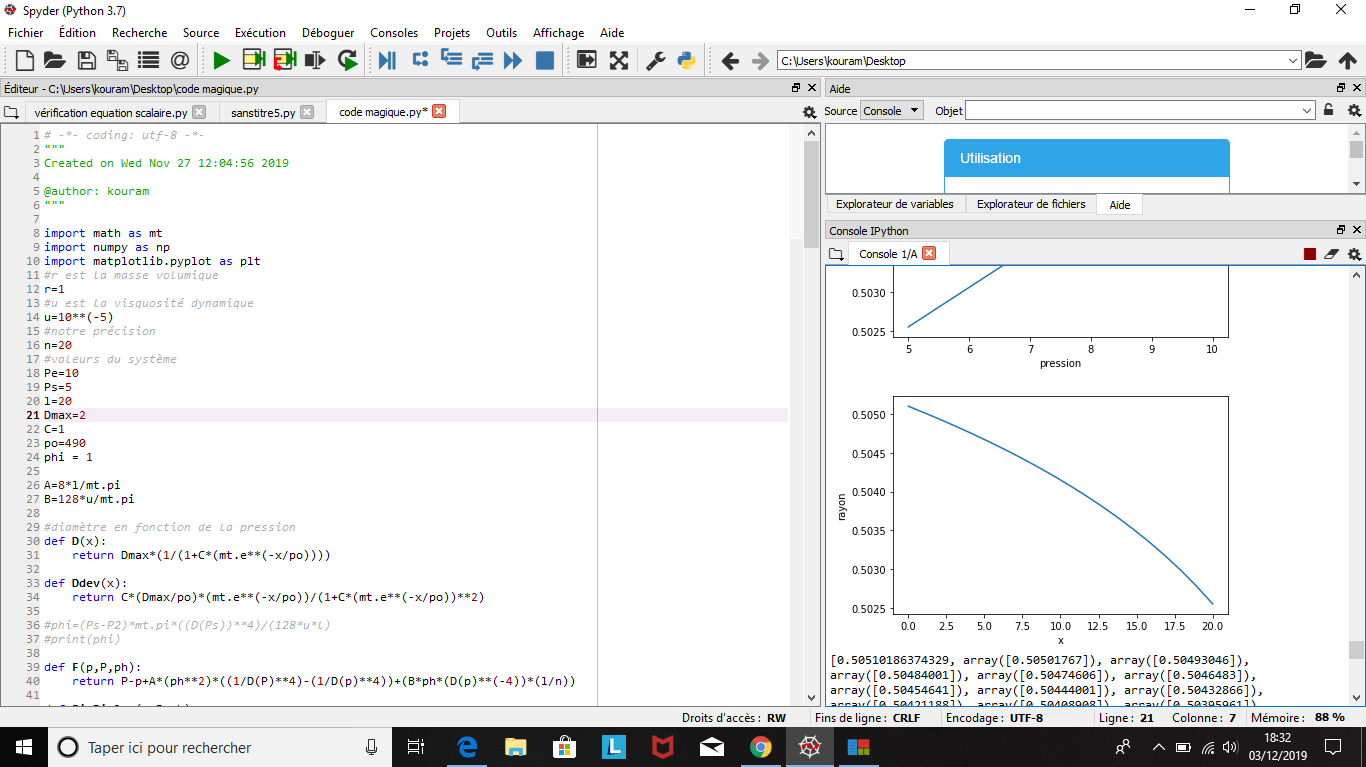 Spyder (Python 3.7)
Fichier Édition Recherche Source Exécution Déboguer Consoles Projets Outils Affichage Aide
C:\Users\kouram\Desktop
Éditeur - C:\Users\kouram\Desktop\code magique.py
vérification equation scalaire.py sanstitre5.py code magique.py*
1 # -*- coding: utf-8 -*-
2 """
3 Created on Wed Nov 27 12:04:56 2019
4
5 @author: kouram
6 """
7
8 import math as mt
9 import numpy as np
10 import matplotlib.pyplot as plt
11 #r est la masse volumique
12 r=1
13 #u est la visquosité dynamique
14 u=10**(-5)
15 #notre précision
16 n=20
17 #valeurs du système
18 Pe=10
19 Ps=5
20 l=20
21 Dmax=2
22 C=1
23 po=490
24 phi = 1
25
26 A=8*l/mt.pi
27 B=128*u/mt.pi
28
29 #diamètre en fonction de la pression
30 def D(x):
31 return Dmax*(1/(1+C*(mt.e**(-x/po))))
32
33 def Ddev(x):
34 return C*(Dmax/po)*(mt.e**(-x/po))/(1+C*(mt.e**(-x/po))**2)
35
36 #phi=(Ps-P2)*mt.pi*((D(Ps))**4)/(128*u*l)
37 #print(phi)
38
39 def F(p,P,ph):
40 return P-p+A*(ph**2)*((1/D(P)**4)-(1/D(p)**4))+(B*ph*(D(p)**(-4))*(l/n))
41
Aide
Source Console Objet
Utilisation
Explorateur de variables Explorateur de fichiers Aide
Console IPython
Console 1/A
0.5030
0.5025
5 6 7 8 9 10
pression
0.5050
0.5045
0.5040
0.5035
0.5030
0.5025
rayon
0.0 2.5 5.0 7.5 10.0 12.5 15.0 17.5 20.0
x
[0.50510186374329, array([0.50501767]), array([0.50493046]),
array([0.50484001]), array([0.50474606]), array([0.5046483]),
array([0.50454641]), array([0.50444001]), array([0.50432866]),
array([0.50421188]), array([0.50408908]), array([0.50395961]),
Droits d'accès : RW Fins de ligne : CRLF Encodage : UTF-8 Ligne : 21 Colonne : 7 Mémoire : 88 %
Taper ici pour rechercher
18:32
03/12/2019